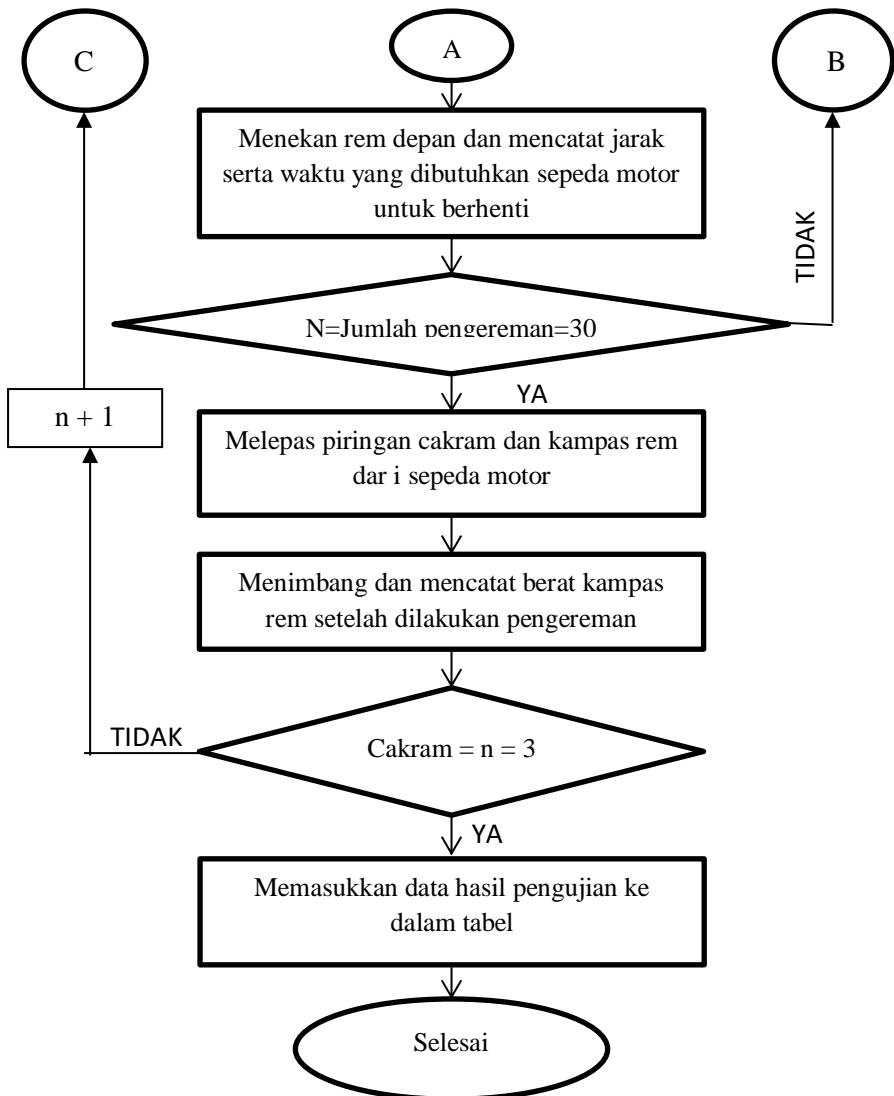 C
A
B
Menekan rem depan dan mencatat jarak
serta waktu yang dibutuhkan sepeda motor
untuk berhenti
TIDAK
N=Jumlah pengereman=30
YA
n + 1
Melepas piringan cakram dan kampas rem
dar i sepeda motor
Menimbang dan mencatat berat kampas
rem setelah dilakukan pengereman
TIDAK
Cakram = n = 3
YA
Memasukkan data hasil pengujian ke
dalam tabel
Selesai